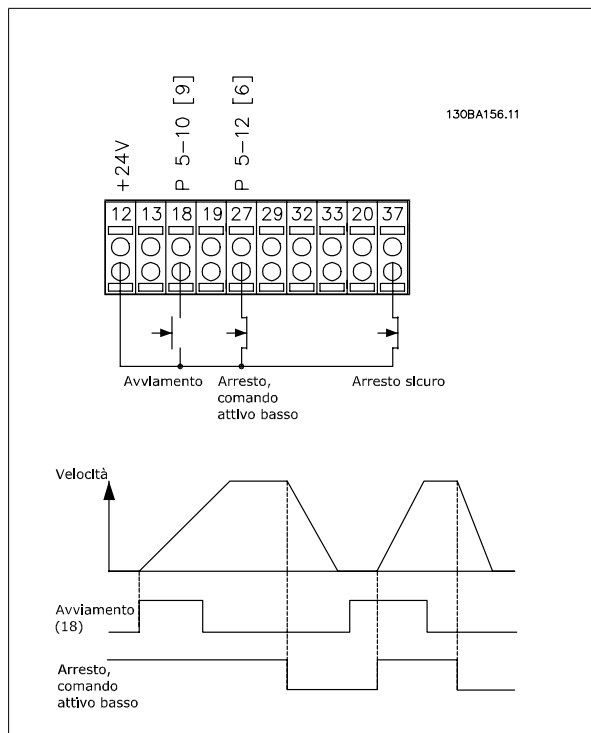 130BA156.11
+24V
P 5-10 [9]
P 5-12 [6]
12 13 18 19 27 29 32 33 20 37
Avviamento
Arresto,
comando
attivo basso
Arresto sicuro
Velocità
Avviamento
(18)
Arresto,
comando
attivo basso